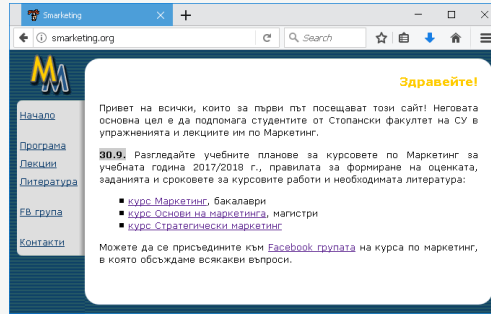 Smarketing
smarketing.org
Search
Здравейте!
Начало
Програма
Лекции
Литература
FB група
Контакти
Привет на всички, които за първи път посещават този сайт! Неговата
основна цел е да подпомага студентите от Стопански факултет на СУ в
упражненията и лекциите им по Маркетинг.
30.9. Разгледайте учебните планове за курсовете по Маркетинг за
учебната година 2017/2018 г., правилата за формиране на оценката,
заданията и сроковете за курсовите работи и необходимата литература:
курс Маркетинг, бакалаври
курс Основи на маркетинга, магистри
курс Стратегически маркетинг
Можете да се присъедините към Facebook групата на курса по маркетинг,
в която обсъждаме всякакви въпроси.